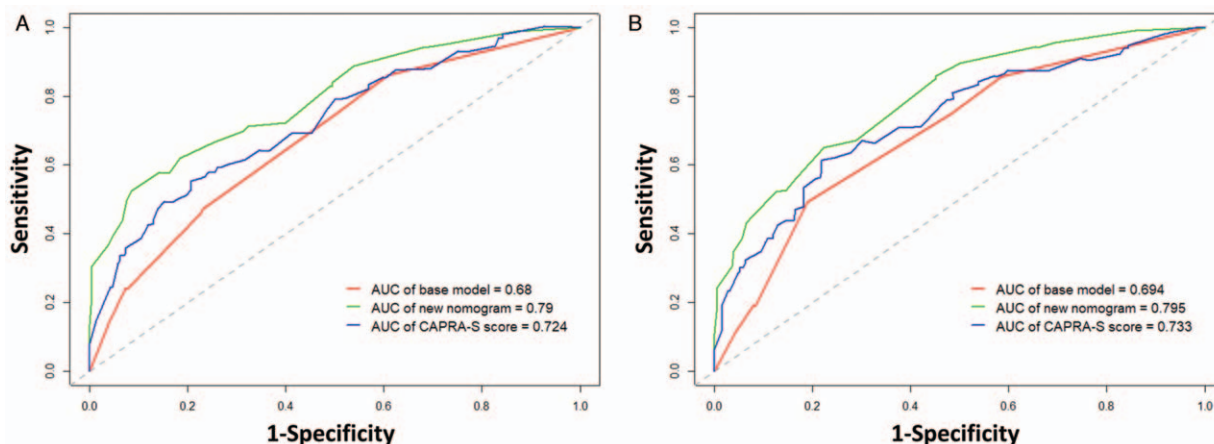 A
Sensitivity
1.0
0.8
0.6
0.4
0.2
0.0
AUC of base model = 0.68
AUC of new nomogram = 0.79
AUC of CAPRA-S score = 0.724
0.0 0.2 0.4 0.6 0.8 1.0
1-Specificity
B
Sensitivity
1.0
0.8
0.6
0.4
0.2
0.0
AUC of base model = 0.694
AUC of new nomogram = 0.795
AUC of CAPRA-S score = 0.733
0.0 0.2 0.4 0.6 0.8 1.0
1-Specificity